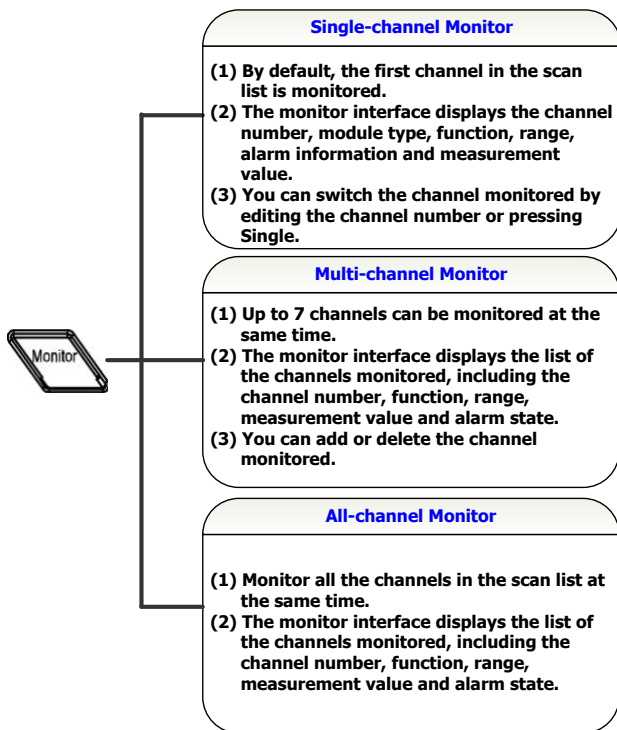 Single-channel Monitor
(1) By default, the first channel in the scan
list is monitored.
(2) The monitor interface displays the channel
number, module type, function, range,
alarm information and measurement
value.
(3) You can switch the channel monitored by
editing the channel number or pressing
Single.
Multi-channel Monitor
(1) Up to 7 channels can be monitored at the
same time.
(2) The monitor interface displays the list of
the channels monitored, including the
channel number, function, range,
measurement value and alarm state.
(3) You can add or delete the channel
monitored.
Monitor
All-channel Monitor
(1) Monitor all the channels in the scan list at
the same time.
(2) The monitor interface displays the list of
the channels monitored, including the
channel number, function, range,
measurement value and alarm state.